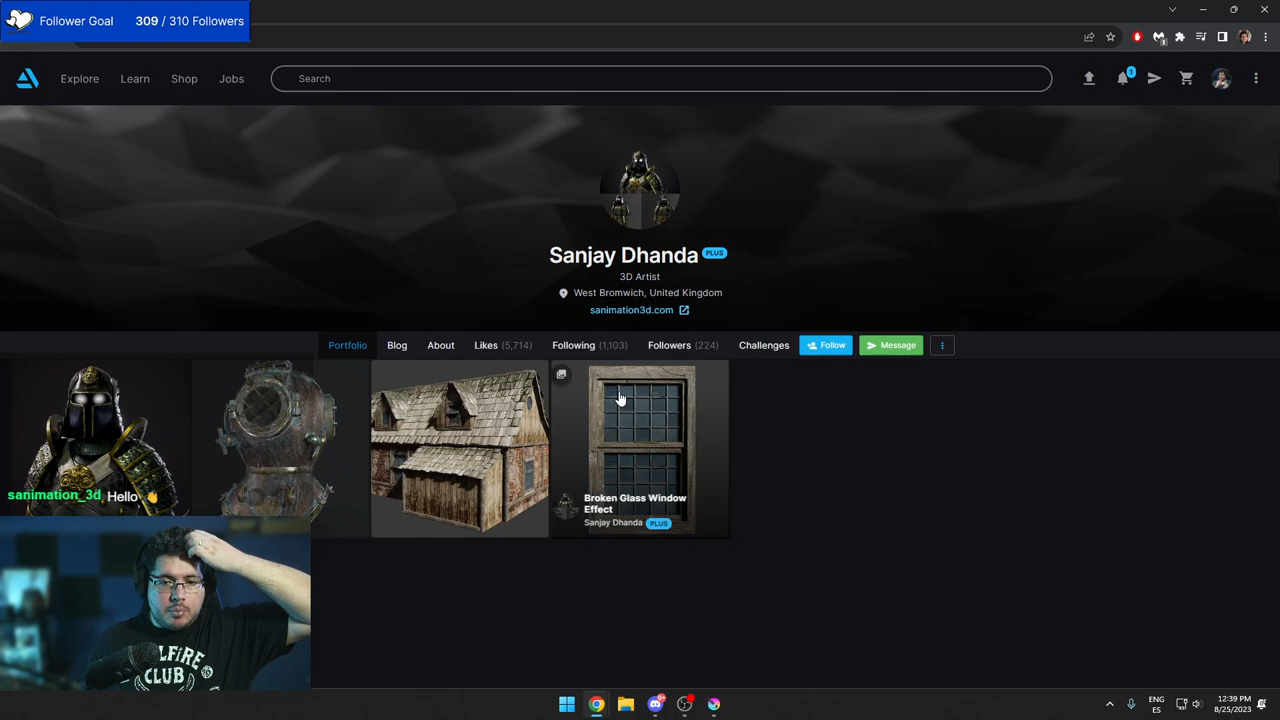 Follower Goal 309 / 310 Followers
Explore Learn Shop Jobs Search 1
Sanjay Dhanda PLUS
3D Artist
West Bromwich, United Kingdom
sanimation3d.com
Portfolio Blog About Likes (5,714) Following (1,103) Followers (224) Challenges Follow Message
Broken Glass Window
Effect
Sanjay Dhanda PLUS
sanimation_3d Hello 👋
CLUB
ENG
ES
12:39 PM
8/25/2023